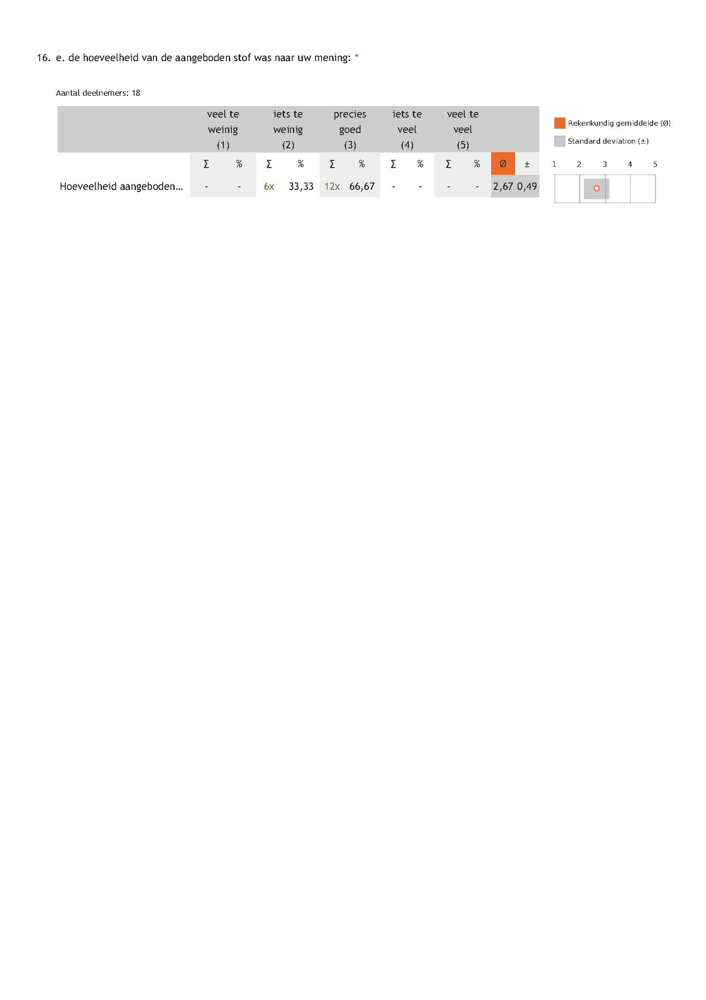 16. e. de hoeveelheid van de aangeboden stof was naar uw mening: *
Aantal deelnemers: 18
veel te weinig (1) iets te weinig (2) precies goed (3) iets te veel (4) veel te veel (5)
Σ % Σ % Σ % Σ % Σ % Ø ±
Hoeveelheid aangeboden... - - 6x 33,33 12x 66,67 - - - - 2,67 0,49
Rekenkundig gemiddelde (Ø)
Standard deviation (±)
1 2 3 4 5